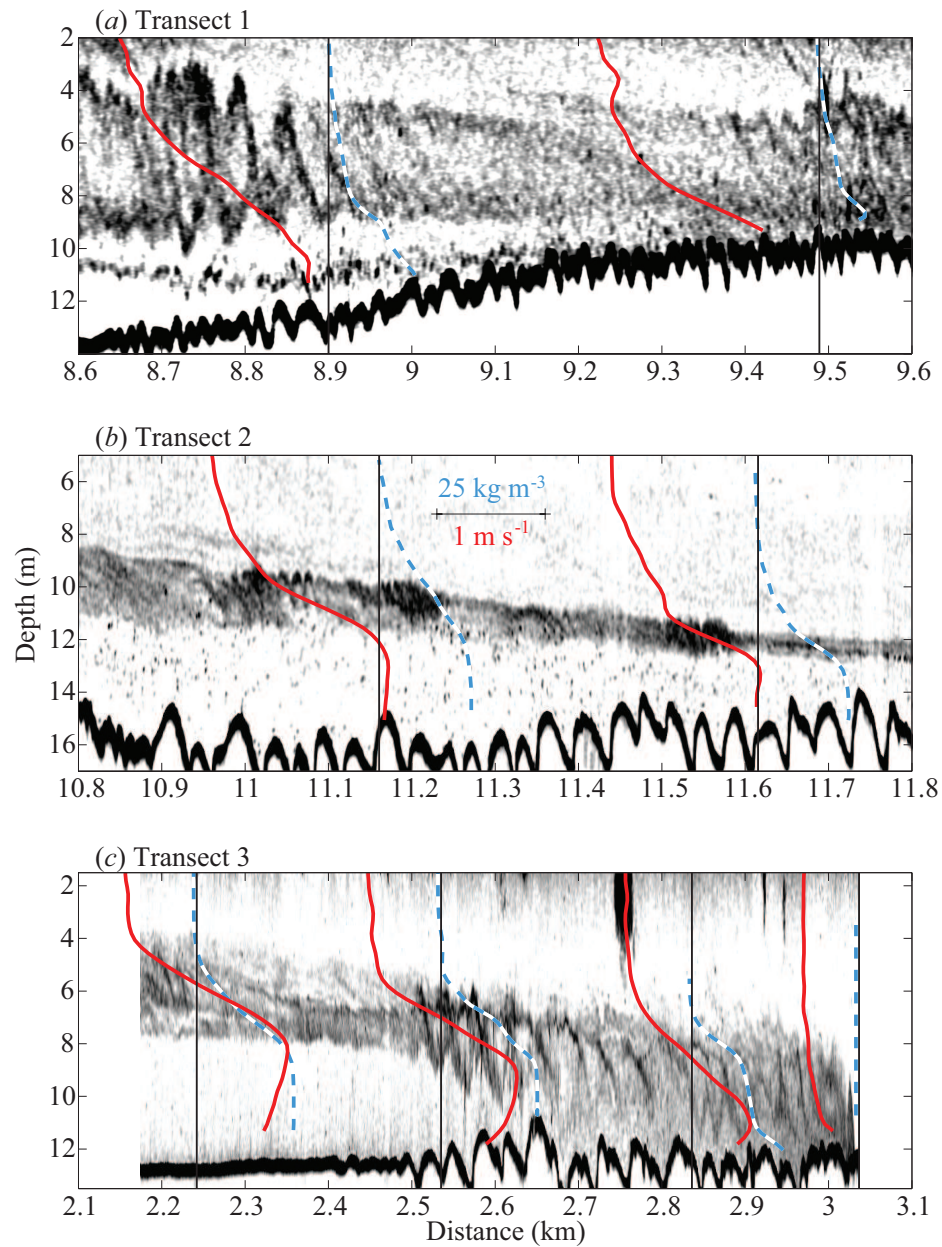 (a) Transect 1
2
4
6
8
10
12
8.6 8.7 8.8 8.9 9 9.1 9.2 9.3 9.4 9.5 9.6
(b) Transect 2
25 kg m⁻³
1 m s⁻¹
6
8
10
12
14
16
Depth (m)
10.8 10.9 11 11.1 11.2 11.3 11.4 11.5 11.6 11.7 11.8
(c) Transect 3
2
4
6
8
10
12
2.1 2.2 2.3 2.4 2.5 2.6 2.7 2.8 2.9 3 3.1
Distance (km)